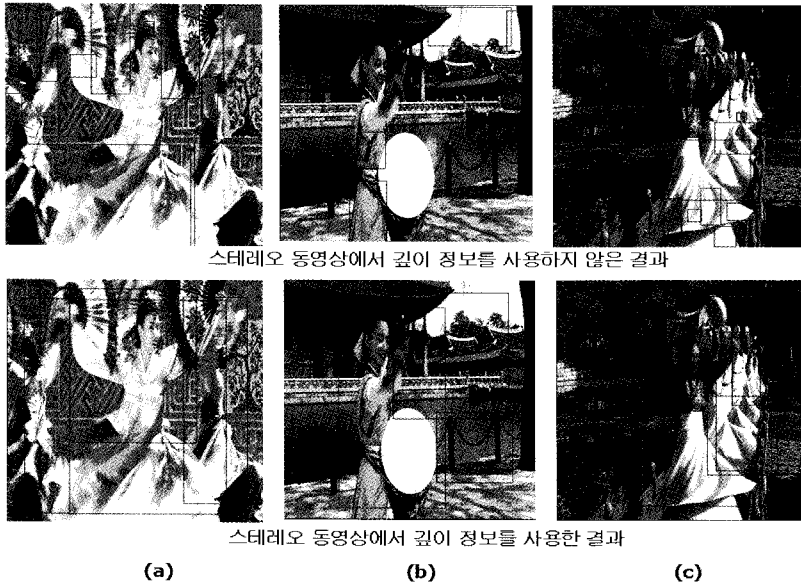 스테레오 동영상에서 깊이 정보를 사용하지 않은 결과
스테레오 동영상에서 깊이 정보를 사용한 결과
(a) (b) (c)